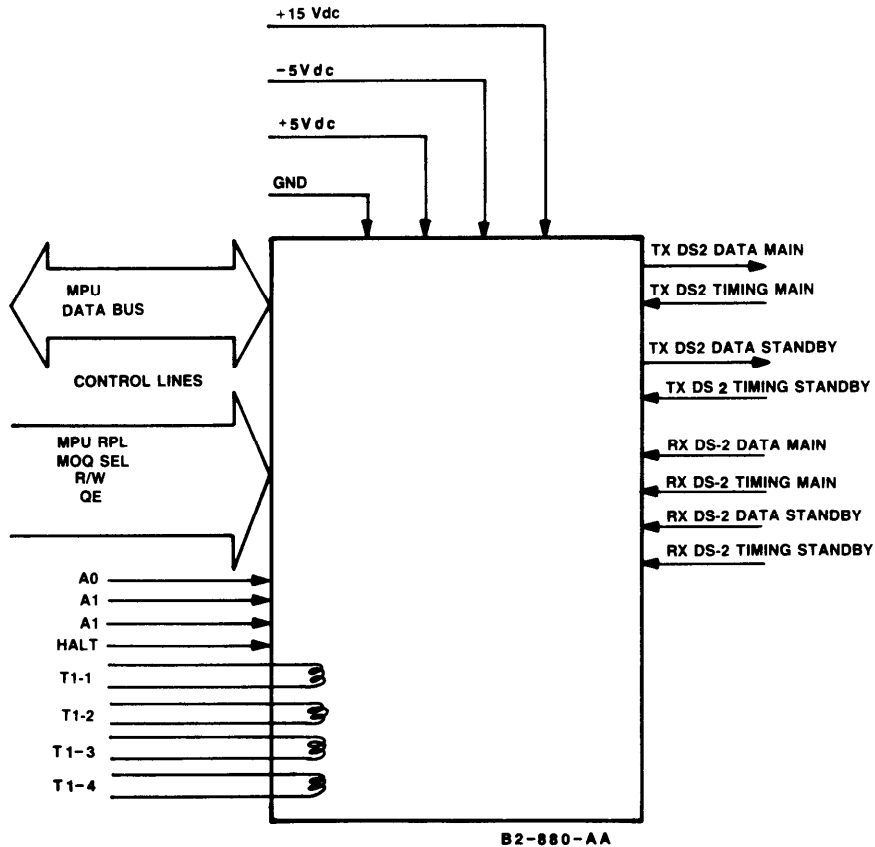 +15 Vdc
-5Vdc
+5Vdc
GND
MPU
DATA BUS
CONTROL LINES
MPU RPL
MOQ SEL
R/W
QE
A0
A1
A1
HALT
T1-1
T1-2
T1-3
T1-4
TX DS2 DATA MAIN
TX DS2 TIMING MAIN
TX DS2 DATA STANDBY
TX DS 2 TIMING STANDBY
RX DS-2 DATA MAIN
RX DS-2 TIMING MAIN
RX DS-2 DATA STANDBY
RX DS-2 TIMING STANDBY
B2-880-AA